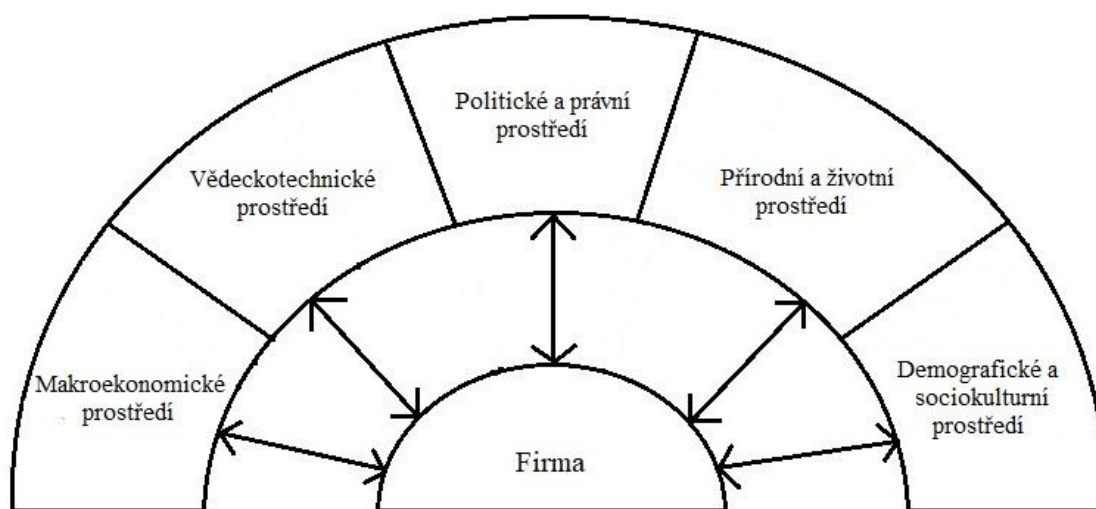 Politické a právní
prostředí
Vědeckotechnické
prostředí
Přírodní a životní
prostředí
Makroekonomické
prostředí
Demografické a
sociokulturní
prostředí
Firma